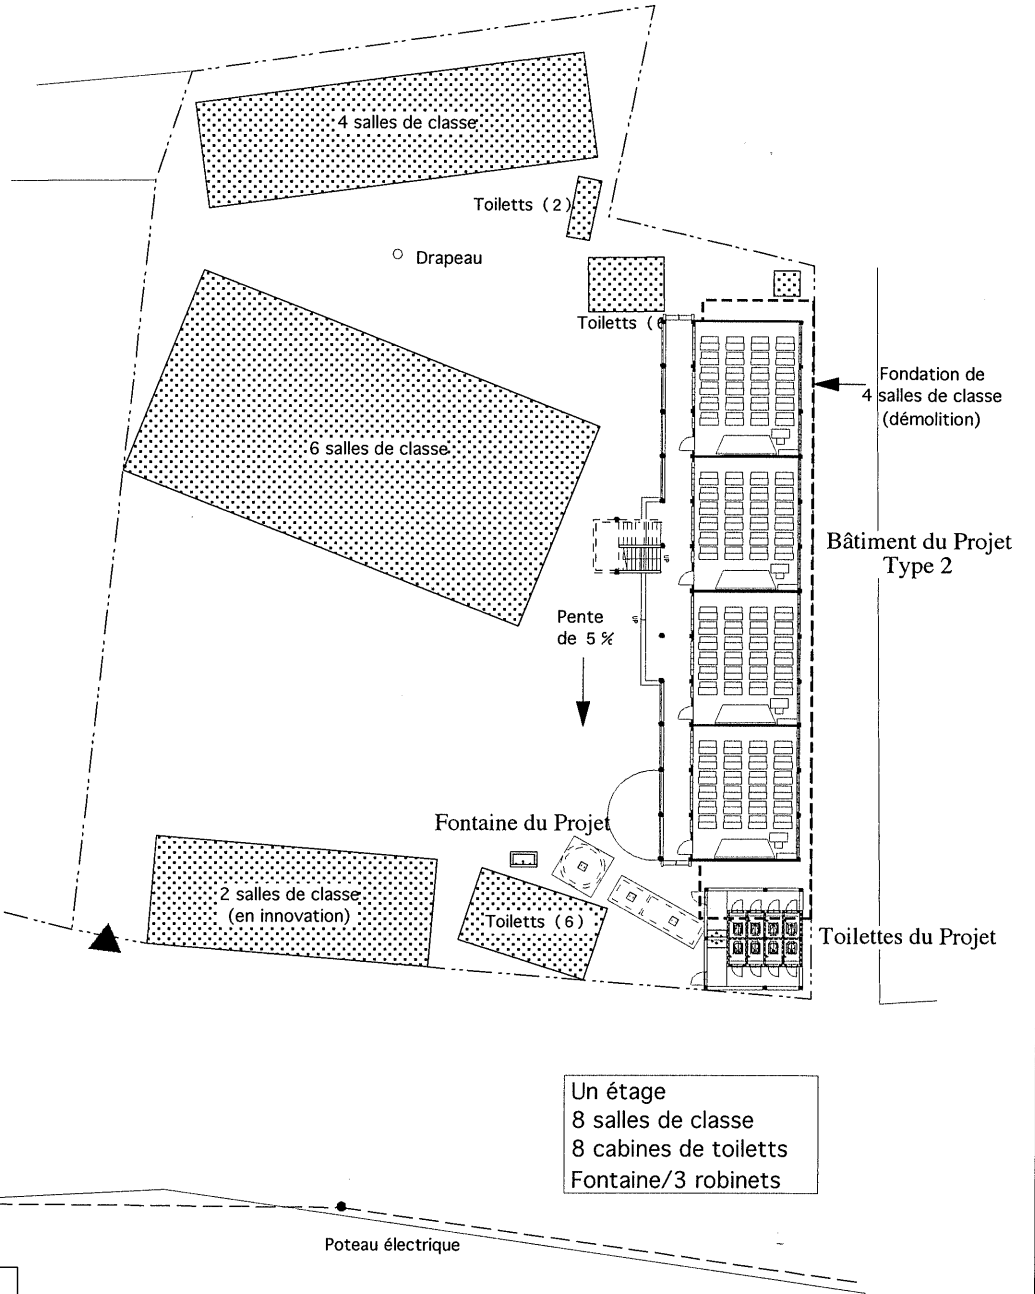 4 salles de classe
Toiletts (2)
Drapeau
Toiletts (
Fondation de
4 salles de classe
(démolition)
6 salles de classe
Bâtiment du Projet
Type 2
UP
UP
Pente
de 5%
Fontaine du Projet
2 salles de classe
(en innovation)
Toiletts (6)
Toilettes du Projet
Un étage
8 salles de classe
8 cabines de toiletts
Fontaine/3 robinets
Poteau électrique